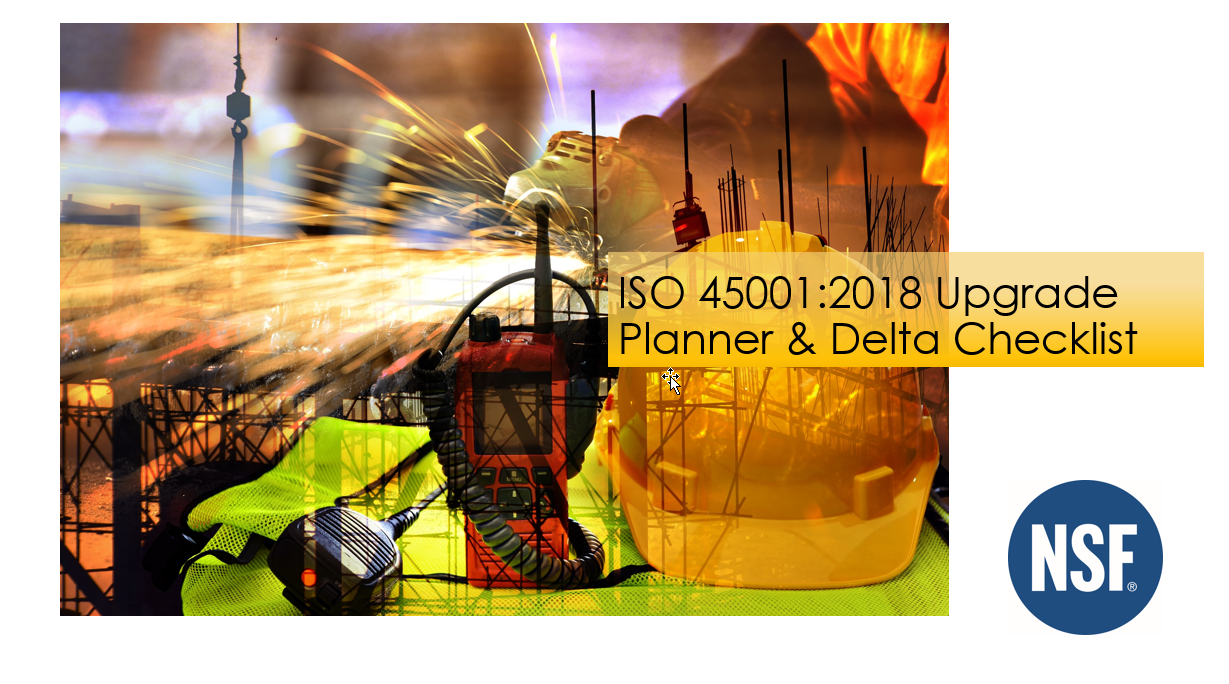 ISO 45001:2018 Upgrade
Planner & Delta Checklist
NSF®